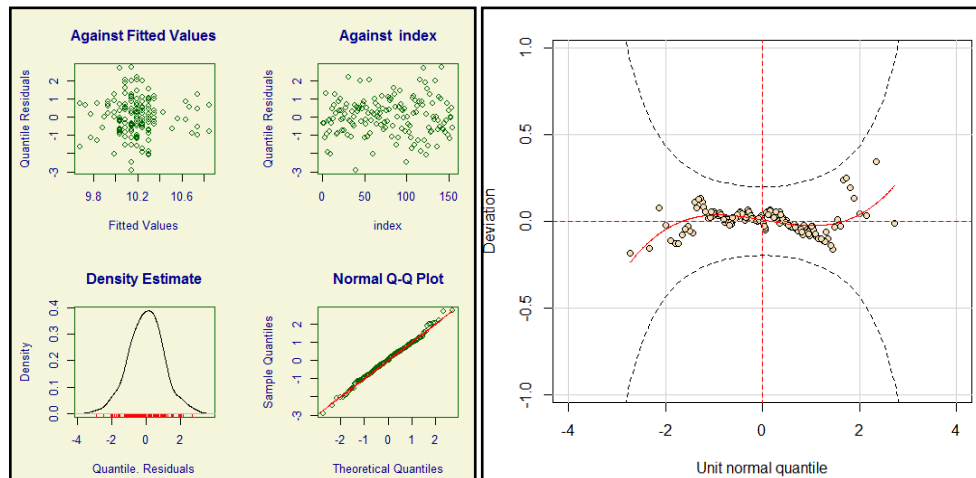 Against Fitted Values
Quantile Residuals
-3 -1 0 1 2
9.8 10.2 10.6
Fitted Values
Against index
Quantile Residuals
-3 -1 0 1 2
0 50 100 150
index
Density Estimate
Density
0.0 0.1 0.2 0.3 0.4
-4 -2 0 2
Quantile. Residuals
Normal Q-Q Plot
Sample Quantiles
-3 -1 0 1 2
-2 -1 0 1 2
Theoretical Quantiles
Deviation
-1.0 -0.5 0.0 0.5 1.0
-4 -2 0 2 4
Unit normal quantile